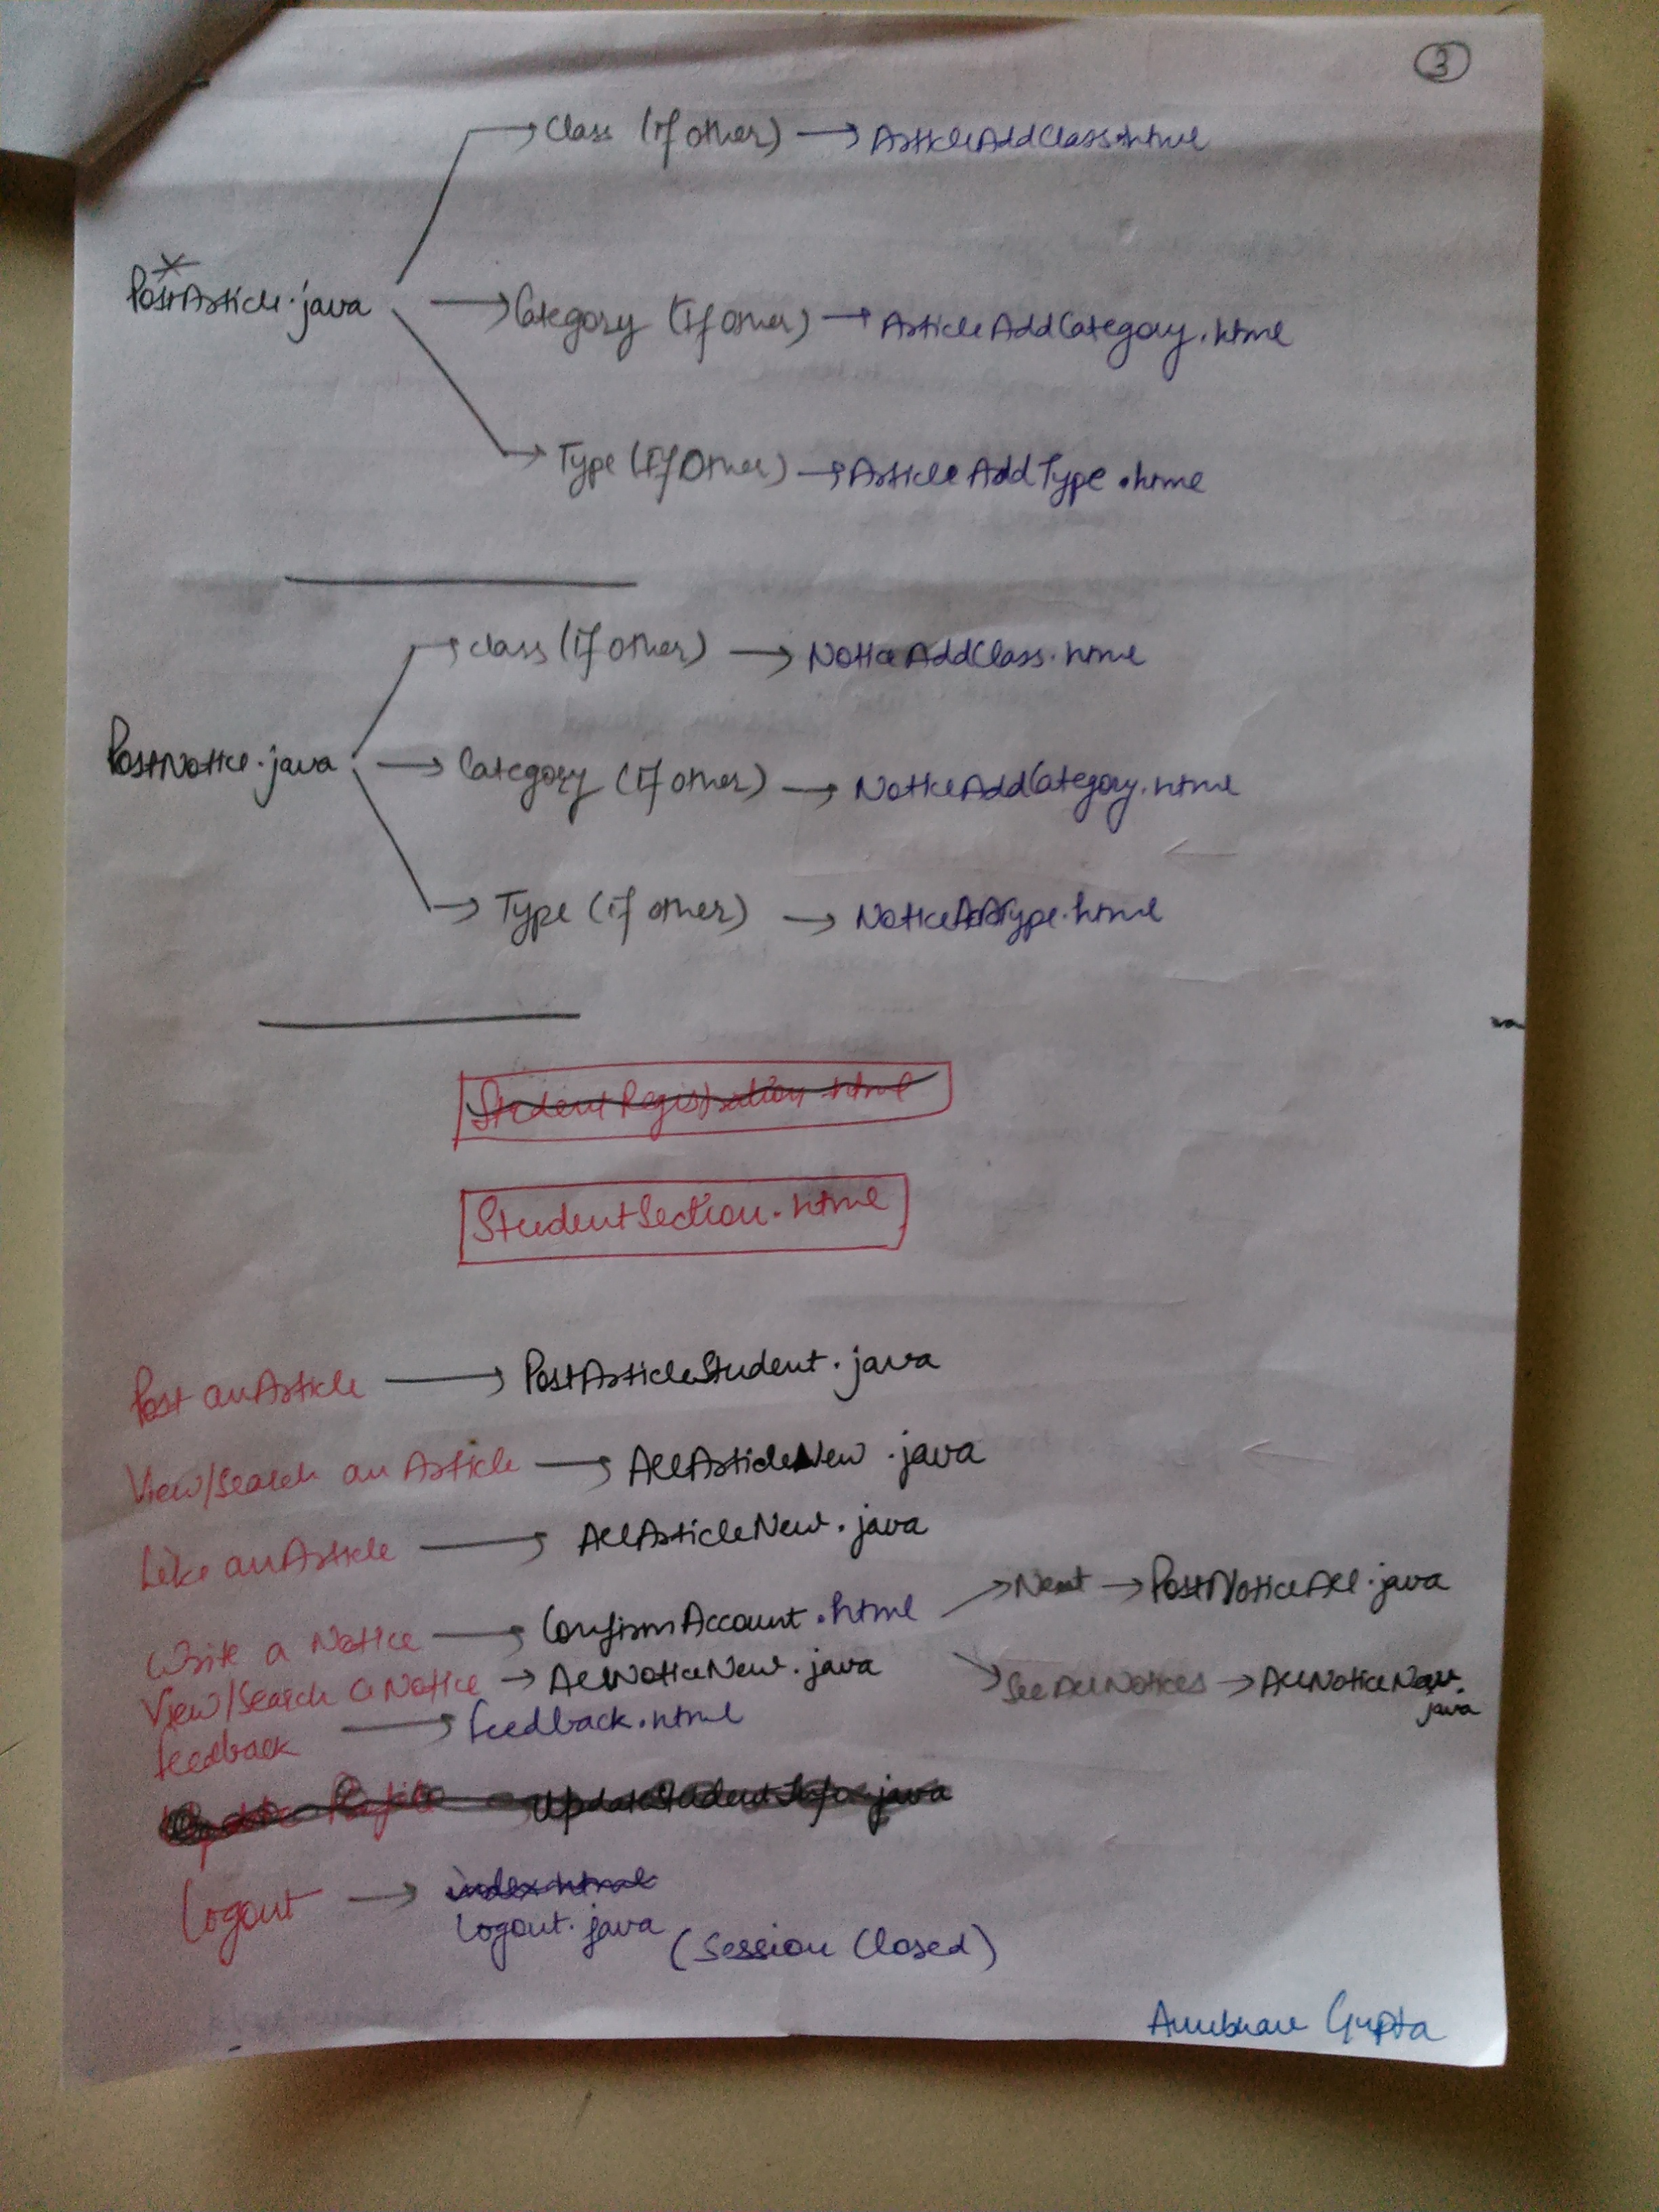 3
Class (if other) → ArticleAddClass.html
PostArticle.java → Category (if other) → ArticleAddCategory.html
Type (if Other) → ArticleAddType.html
class (if other) → NoticeAddClass.html
PostNotice.java → Category (if other) → NoticeAddCategory.html
Type (if other) → NoticeAddType.html
StudentRegistration.html
StudentSection.html
Post an Article → PostArticleStudent.java
View/Search an Article → AllArticleNew.java
Like an Article → AllArticleNew.java
Write a Notice → ConfirmAccount.html → Next → PostNoticeAll.java
View/Search a Notice → AllNoticeNew.java
See All Notices → AllNoticeNew.java
feedback → feedback.html
Update Profile → UpdateStudentInfo.java
Logout → index.html
Logout.java (Session Closed)
Anubhav Gupta